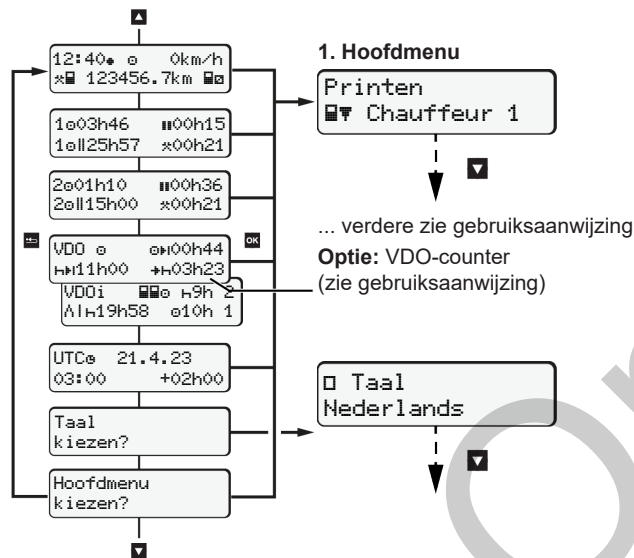 12:40 0km/h
123456.7km
1 03h46 00h15
1 25h57 00h21
2 01h10 00h36
2 15h00 00h21
VDO 00h44
11h00 03h23
VDOi 9h 2
19h58 10h 1
UTC 21.4.23
03:00 +02h00
Taal
kiezen?
Hoofdmenu
kiezen?
OK
1. Hoofdmenu
Printen
Chauffeur 1
... verdere zie gebruiksaanwijzing
Optie: VDO-counter
(zie gebruiksaanwijzing)
Taal
Nederlands